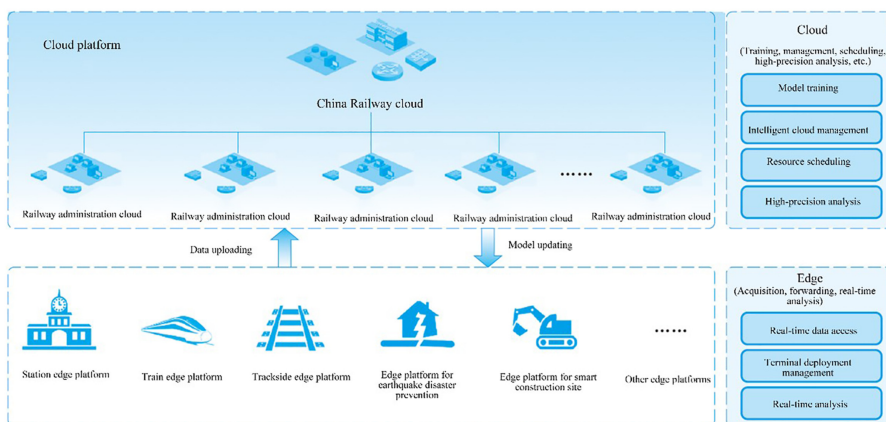 Cloud platform
China Railway cloud
......
Railway administration cloud
Railway administration cloud
Railway administration cloud
Railway administration cloud
Railway administration cloud
Cloud
(Training, management, scheduling,
high-precision analysis, etc.)
Model training
Intelligent cloud management
Resource scheduling
High-precision analysis
Data uploading
Model updating
Station edge platform
Train edge platform
Trackside edge platform
Edge platform for
earthquake disaster
prevention
Edge platform for smart
construction site
......
Other edge platforms
Edge
(Acquisition, forwarding, real-time
analysis)
Real-time data access
Terminal deployment
management
Real-time analysis